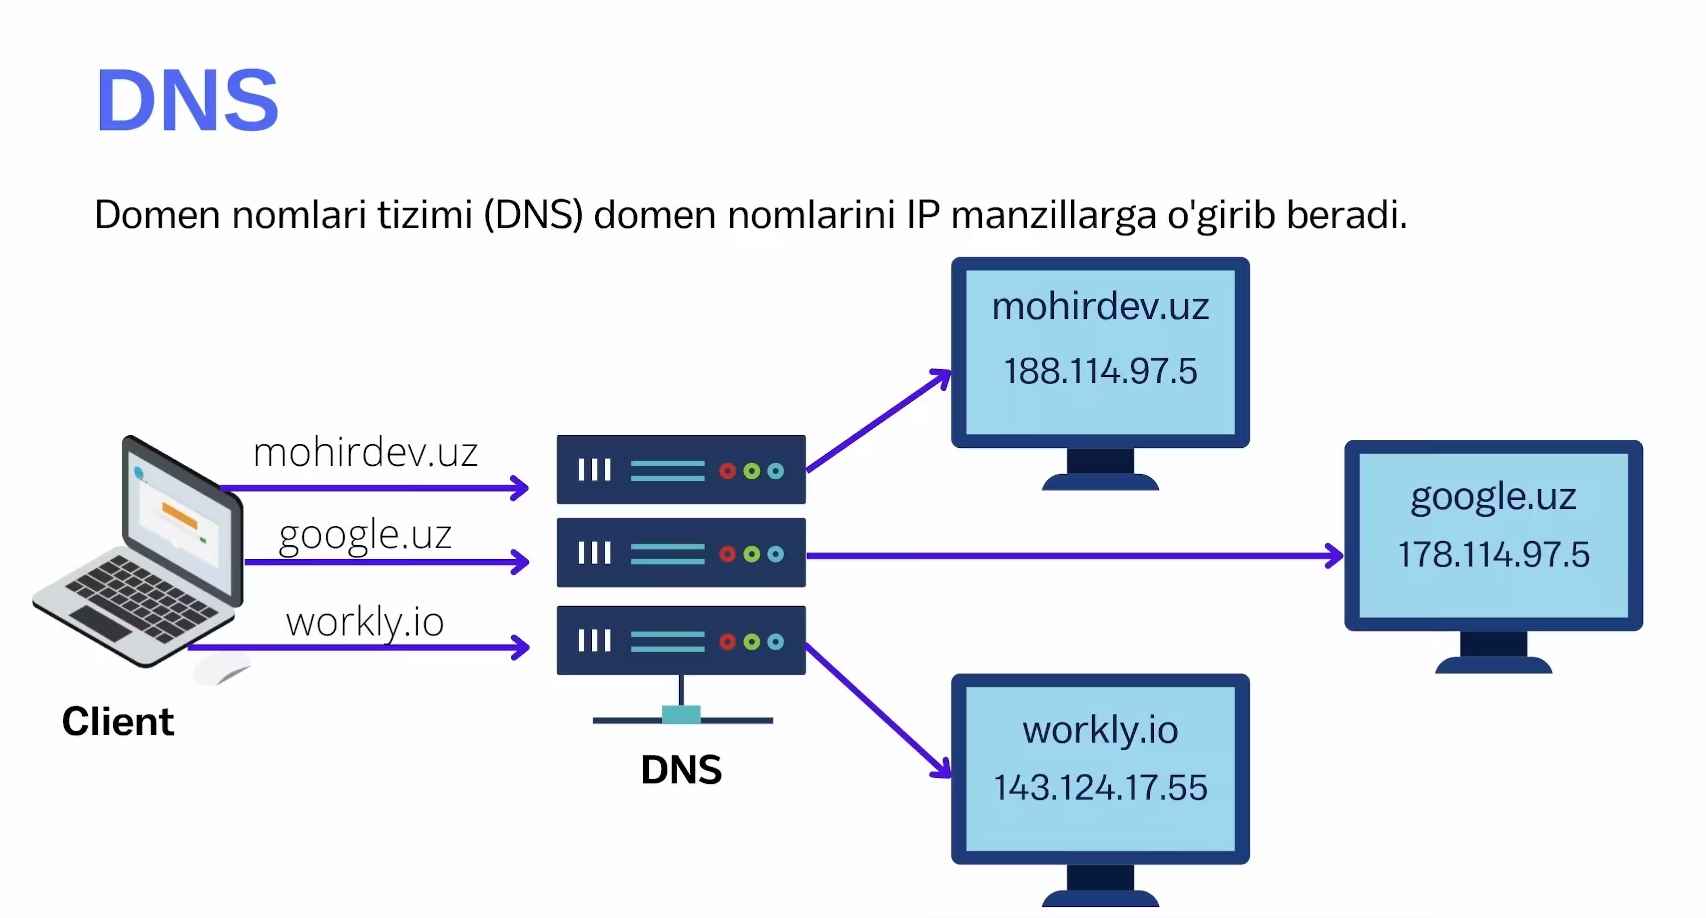 DNS
Domen nomlari tizimi (DNS) domen nomlarini IP manzillarga o'girib beradi.
mohirdev.uz
google.uz
workly.io
Client
DNS
mohirdev.uz
188.114.97.5
google.uz
178.114.97.5
workly.io
143.124.17.55